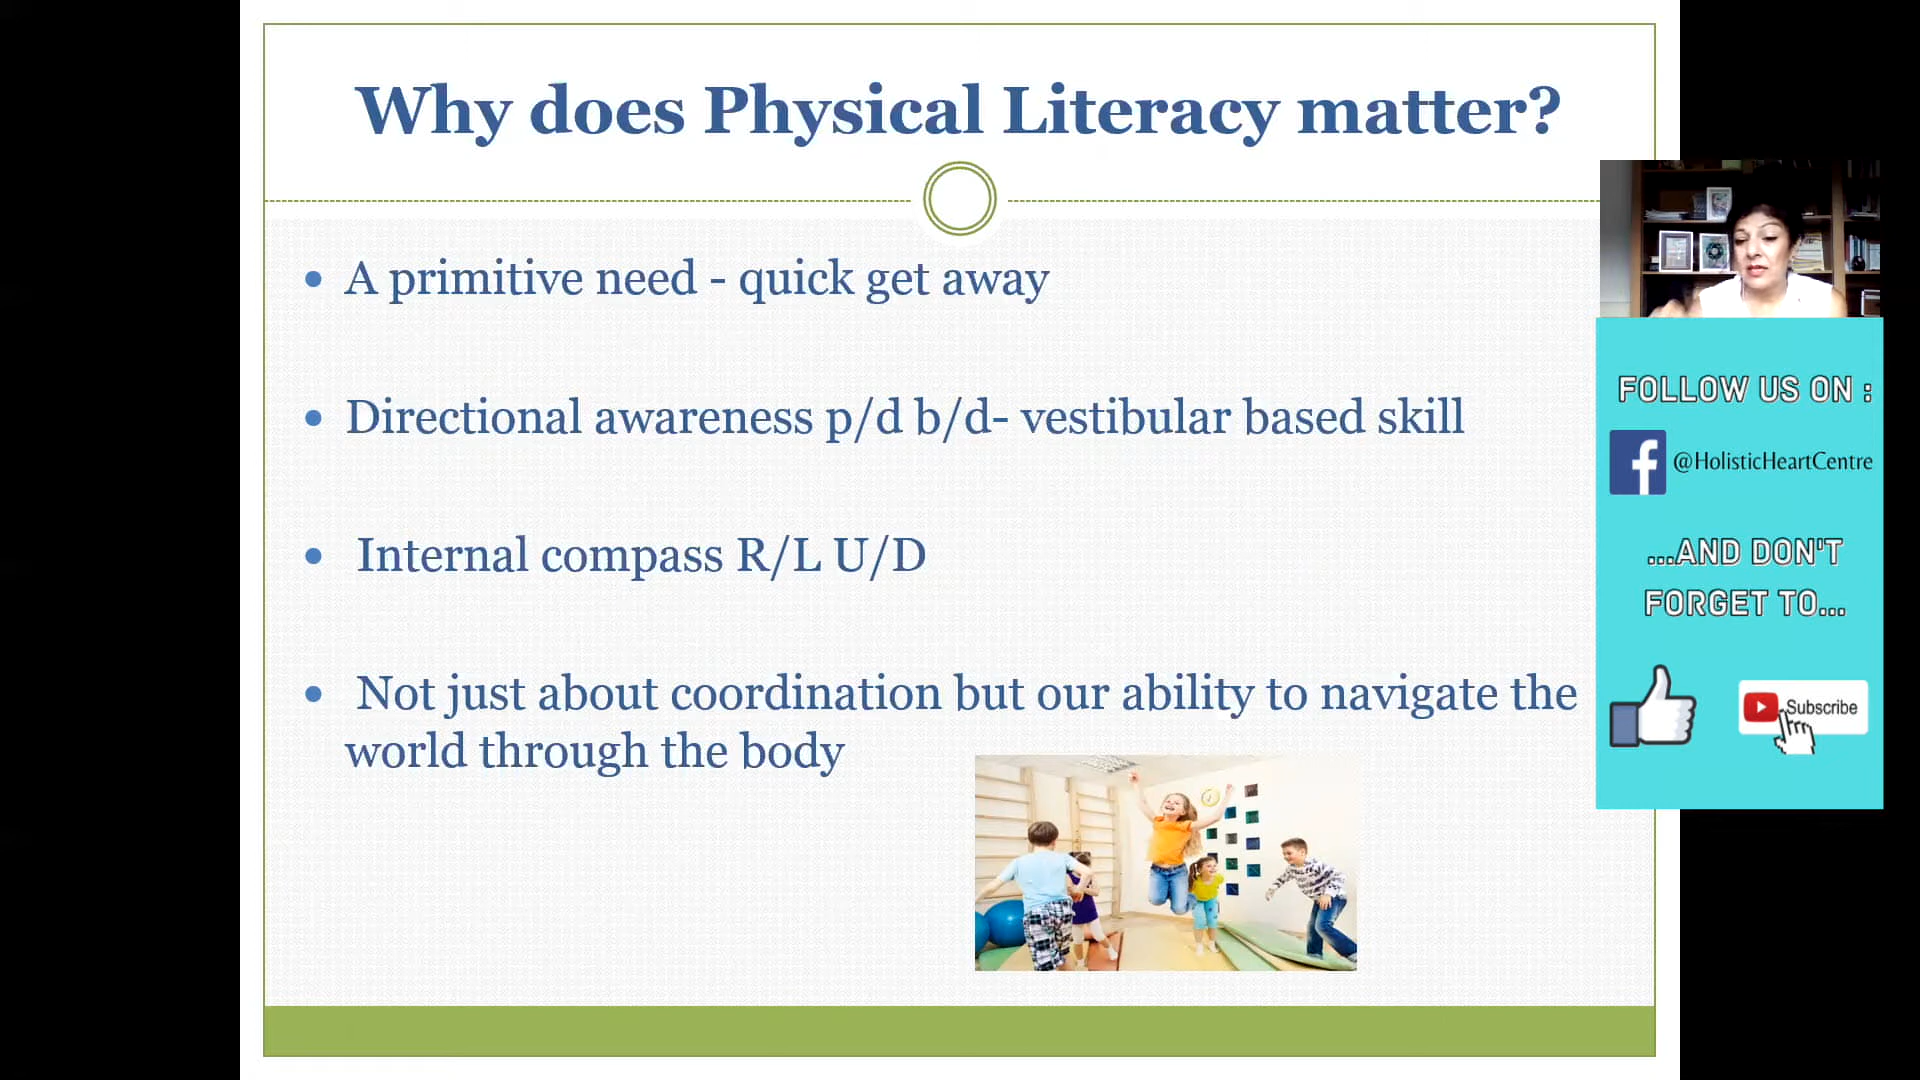 Why does Physical Literacy matter?
• A primitive need - quick get away
• Directional awareness p/d b/d- vestibular based skill
• Internal compass R/L U/D
• Not just about coordination but our ability to navigate the
world through the body
FOLLOW US ON :
@HolisticHeartCentre
...AND DON'T
FORGET TO...
Subscribe